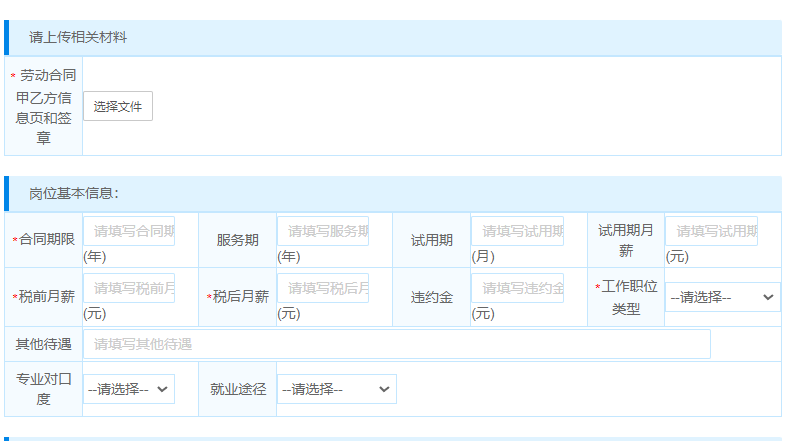 请上传相关材料
* 劳动合同
甲乙方信
息页和签
章
选择文件
岗位基本信息：
*合同期限
请填写合同期
(年)
服务期
请填写服务期
(年)
试用期
请填写试用期
(月)
试用期月
薪
请填写试用期
(元)
*税前月薪
请填写税前月
(元)
*税后月薪
请填写税后月
(元)
违约金
请填写违约金
(元)
*工作职位
类型
--请选择--
其他待遇
请填写其他待遇
专业对口
度
--请选择--
就业途径
--请选择--